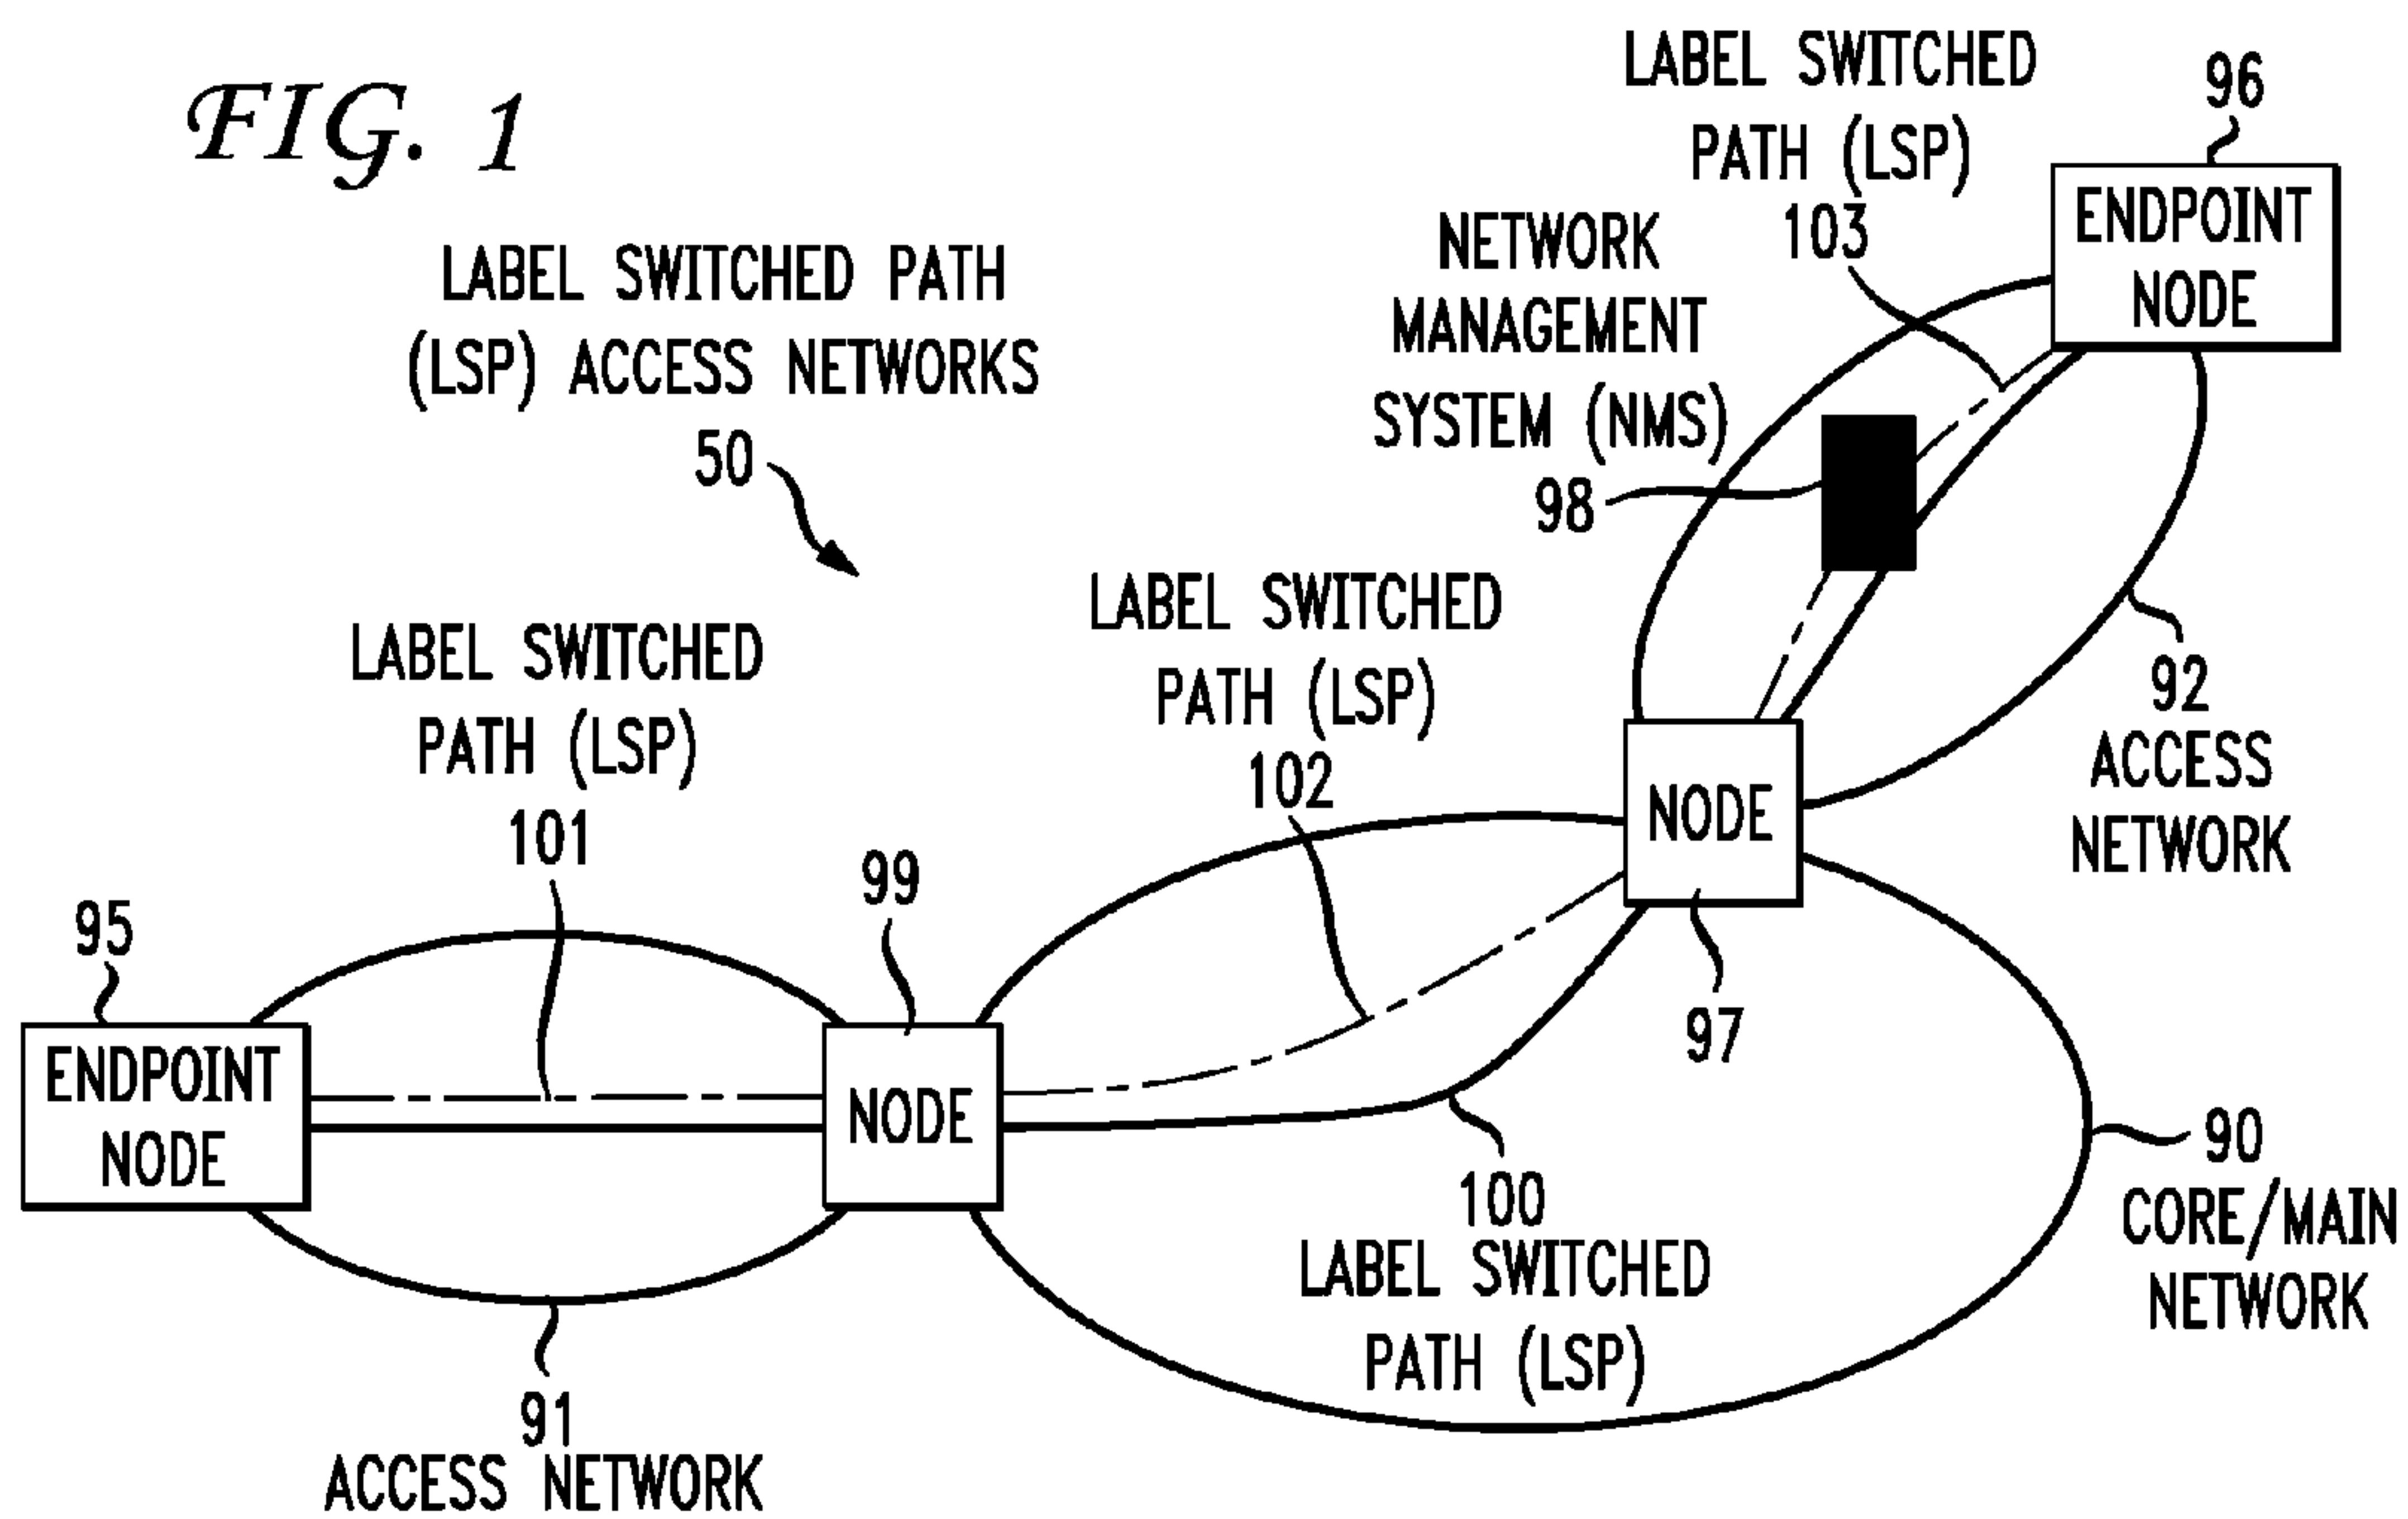 FIG. 1
LABEL SWITCHED
PATH (LSP)
103
96
ENDPOINT
NODE
NETWORK
MANAGEMENT
SYSTEM (NMS)
98
LABEL SWITCHED PATH
(LSP) ACCESS NETWORKS
50
LABEL SWITCHED
PATH (LSP)
102
92
ACCESS
NETWORK
LABEL SWITCHED
PATH (LSP)
101
NODE
97
95
ENDPOINT
NODE
99
NODE
100
LABEL SWITCHED
PATH (LSP)
90
CORE/MAIN
NETWORK
91
ACCESS NETWORK